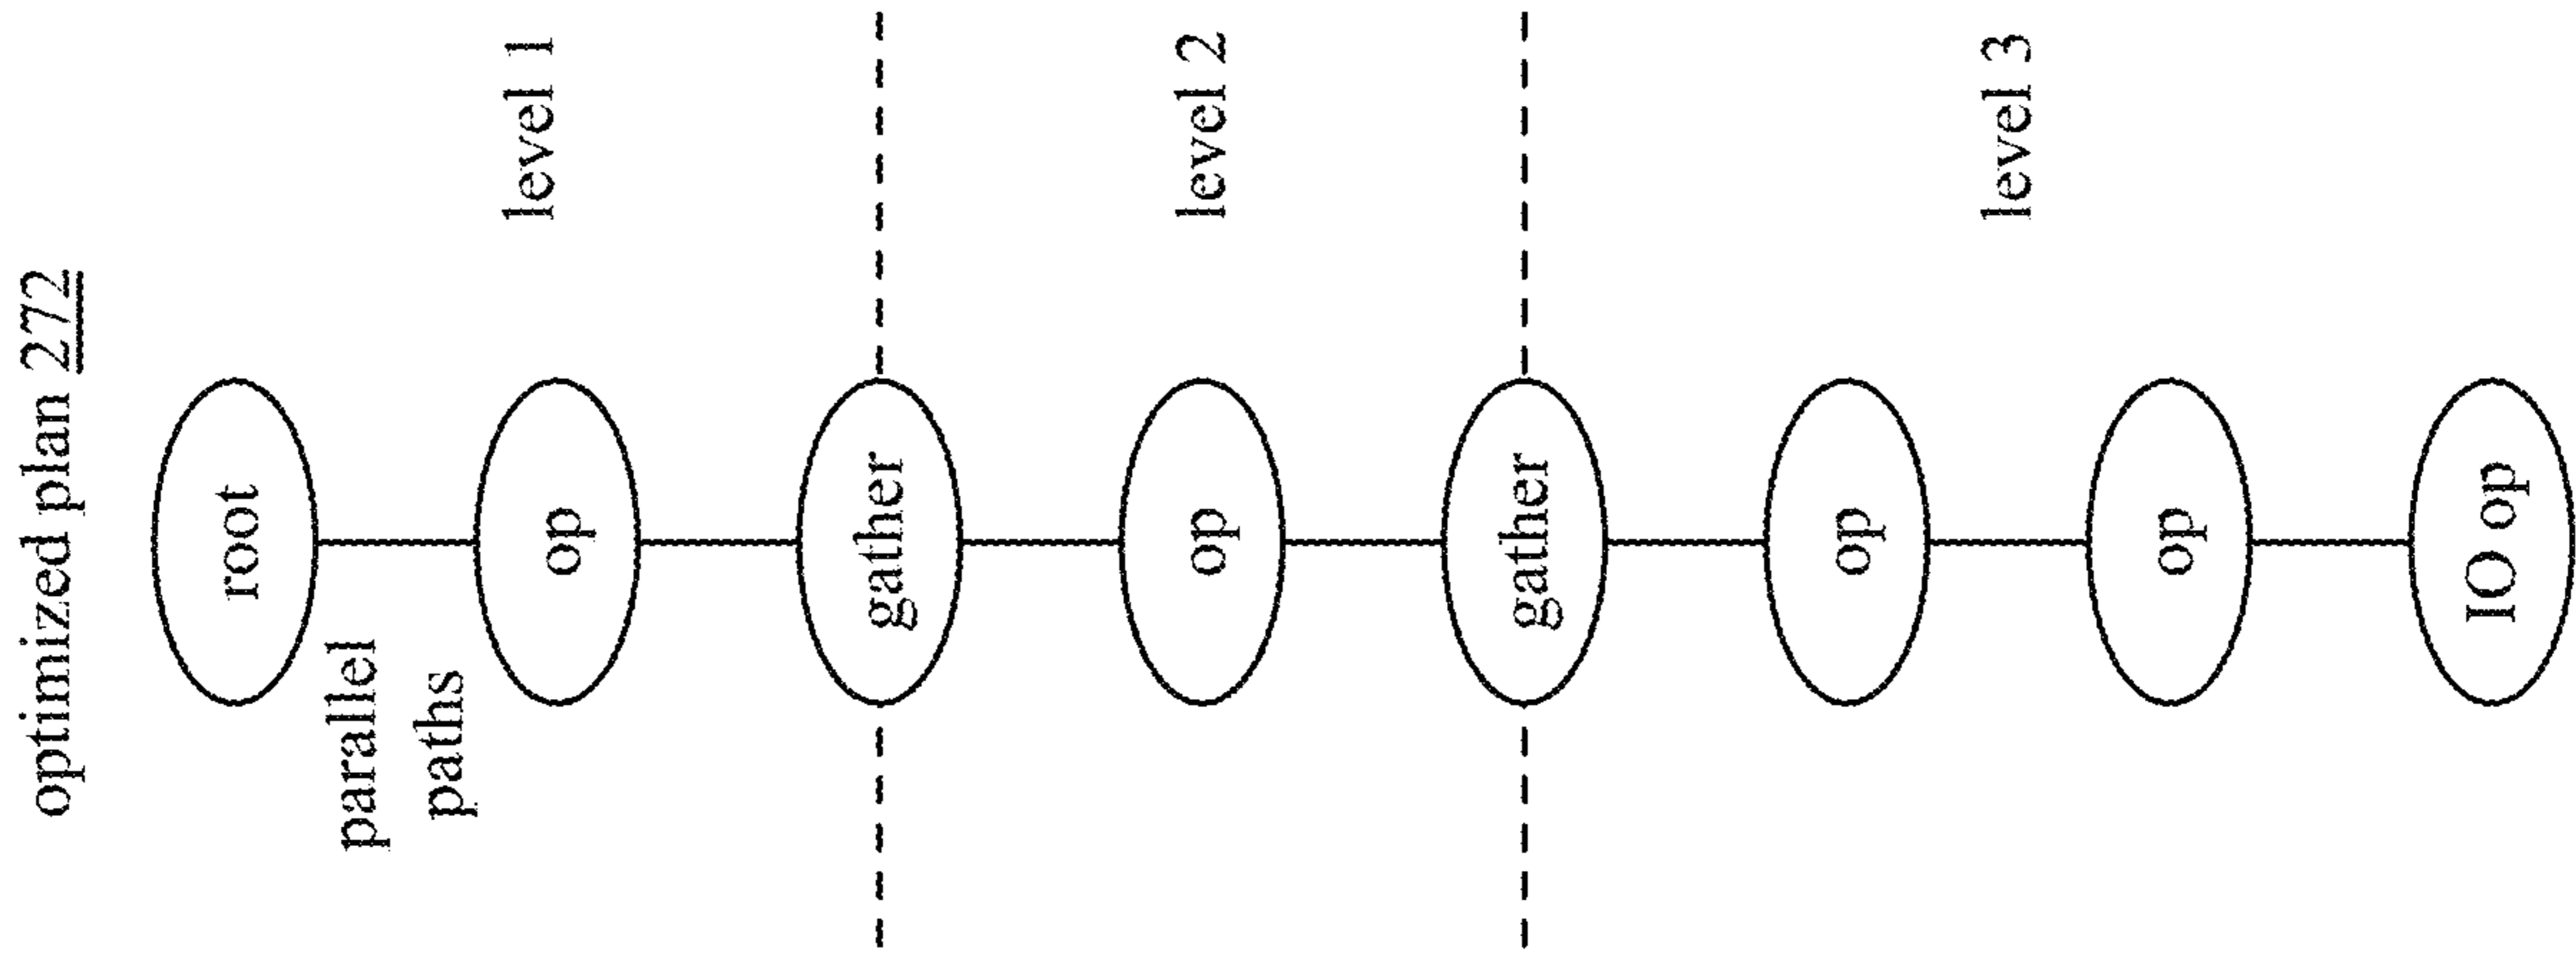 optimized plan 272
root
parallel
paths
op
level 1
gather
op
level 2
gather
op
op
level 3
IO op